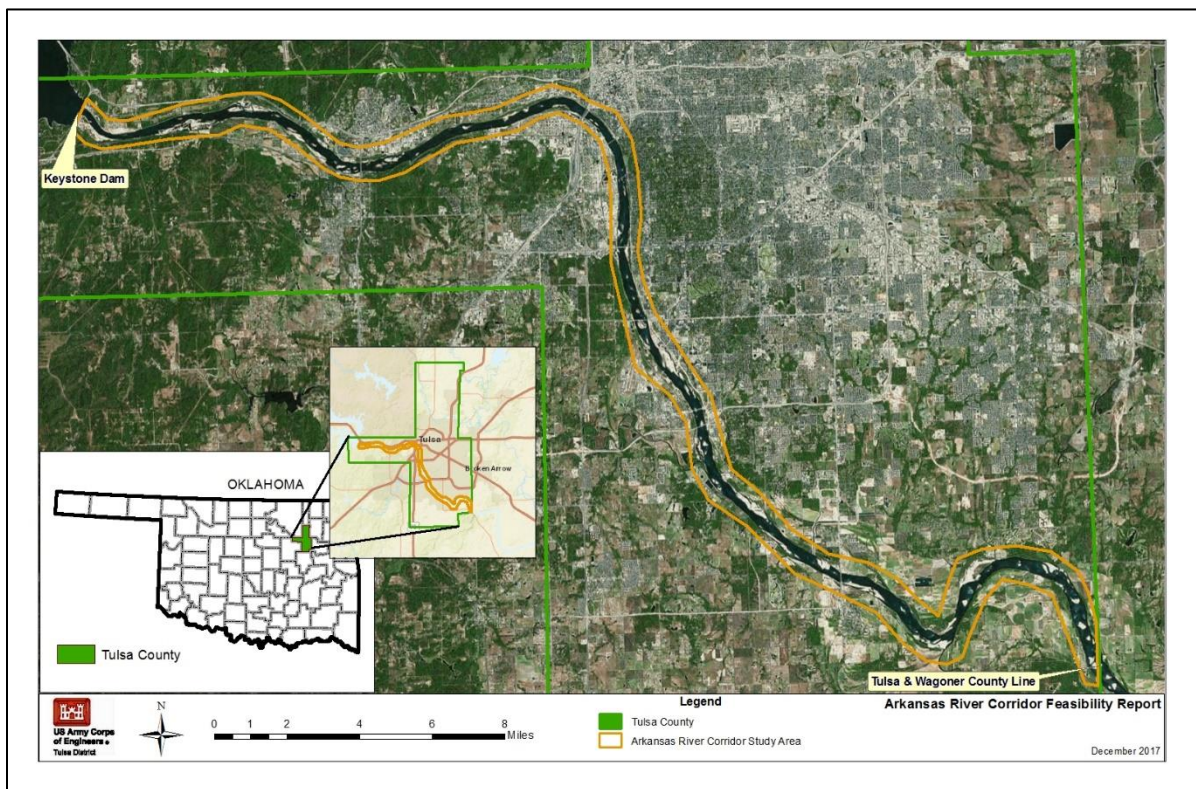 Keystone Dam
Tulsa
Broken Arrow
OKLAHOMA
Tulsa County
Tulsa & Wagoner County Line
US Army Corps
of Engineers®
Tulsa District
N
0 1 2 4 6 8
Miles
Legend
Tulsa County
Arkansas River Corridor Study Area
Arkansas River Corridor Feasibility Report
December 2017